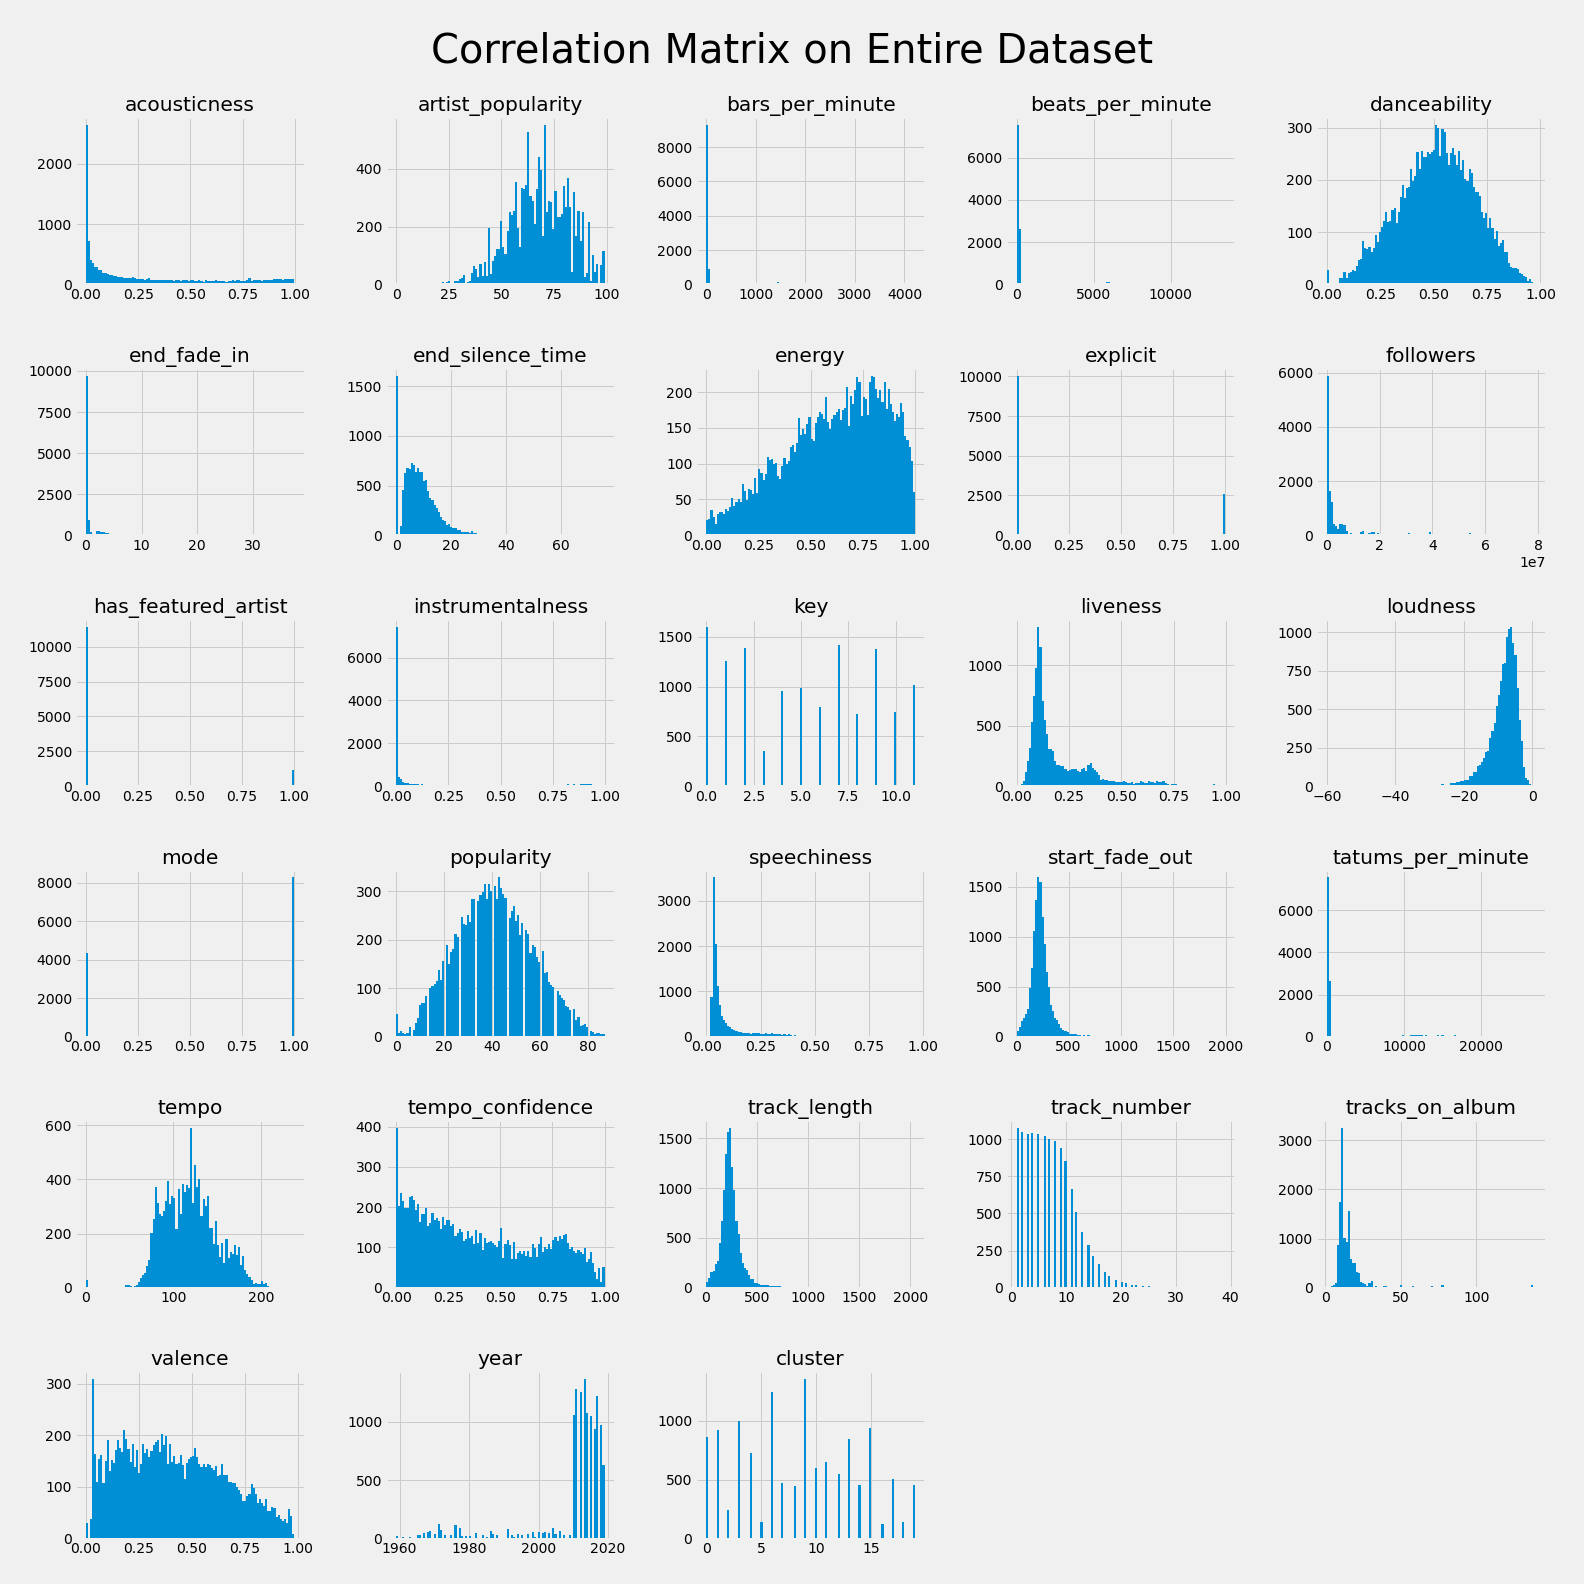 Correlation Matrix on Entire Dataset
acousticness artist_popularity bars_per_minute beats_per_minute danceability
2000 1000 0
400 200 0
8000 6000 4000 2000 0
6000 4000 2000 0
300 200 100 0
0.00 0.25 0.50 0.75 1.00
0 25 50 75 100
0 1000 2000 3000 4000
0 5000 10000
0.00 0.25 0.50 0.75 1.00
end_fade_in end_silence_time energy explicit followers
10000 7500 5000 2500 0
1500 1000 500 0
200 150 100 50 0
10000 7500 5000 2500 0
6000 4000 2000 0
0 10 20 30
0 20 40 60
0.00 0.25 0.50 0.75 1.00
0.00 0.25 0.50 0.75 1.00
0 2 4 6 8
1e7
has_featured_artist instrumentalness key liveness loudness
10000 7500 5000 2500 0
6000 4000 2000 0
1500 1000 500 0
1000 500 0
1000 750 500 250 0
0.00 0.25 0.50 0.75 1.00
0.00 0.25 0.50 0.75 1.00
0.0 2.5 5.0 7.5 10.0
0.00 0.25 0.50 0.75 1.00
−60 −40 −20 0
mode popularity speechiness start_fade_out tatums_per_minute
8000 6000 4000 2000 0
300 200 100 0
3000 2000 1000 0
1500 1000 500 0
6000 4000 2000 0
0.00 0.25 0.50 0.75 1.00
0 20 40 60 80
0.00 0.25 0.50 0.75 1.00
0 500 1000 1500 2000
0 10000 20000
tempo tempo_confidence track_length track_number tracks_on_album
600 400 200 0
400 300 200 100 0
1500 1000 500 0
1000 750 500 250 0
3000 2000 1000 0
0 100 200
0.00 0.25 0.50 0.75 1.00
0 500 1000 1500 2000
0 10 20 30 40
0 50 100
valence year cluster
300 200 100 0
1000 500 0
1000 500 0
0.00 0.25 0.50 0.75 1.00
1960 1980 2000 2020
0 5 10 15